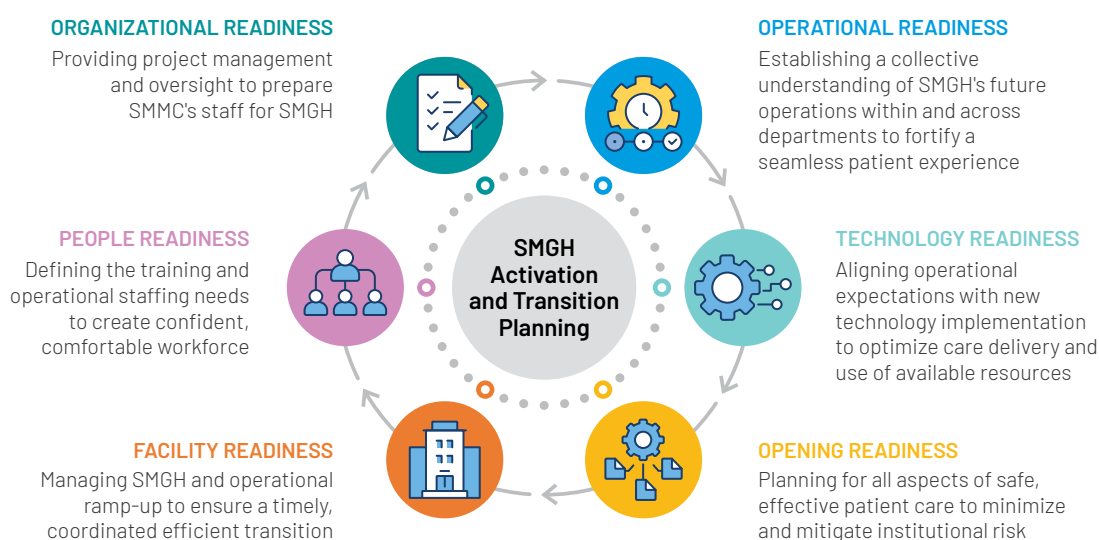 ORGANIZATIONAL READINESS
Providing project management
and oversight to prepare
SMMC's staff for SMGH
OPERATIONAL READINESS
Establishing a collective
understanding of SMGH's future
operations within and across
departments to fortify a
seamless patient experience
PEOPLE READINESS
Defining the training and
operational staffing needs
to create confident,
comfortable workforce
SMGH
Activation
and Transition
Planning
TECHNOLOGY READINESS
Aligning operational
expectations with new
technology implementation
to optimize care delivery and
use of available resources
FACILITY READINESS
Managing SMGH and operational
ramp-up to ensure a timely,
coordinated efficient transition
OPENING READINESS
Planning for all aspects of safe,
effective patient care to minimize
and mitigate institutional risk